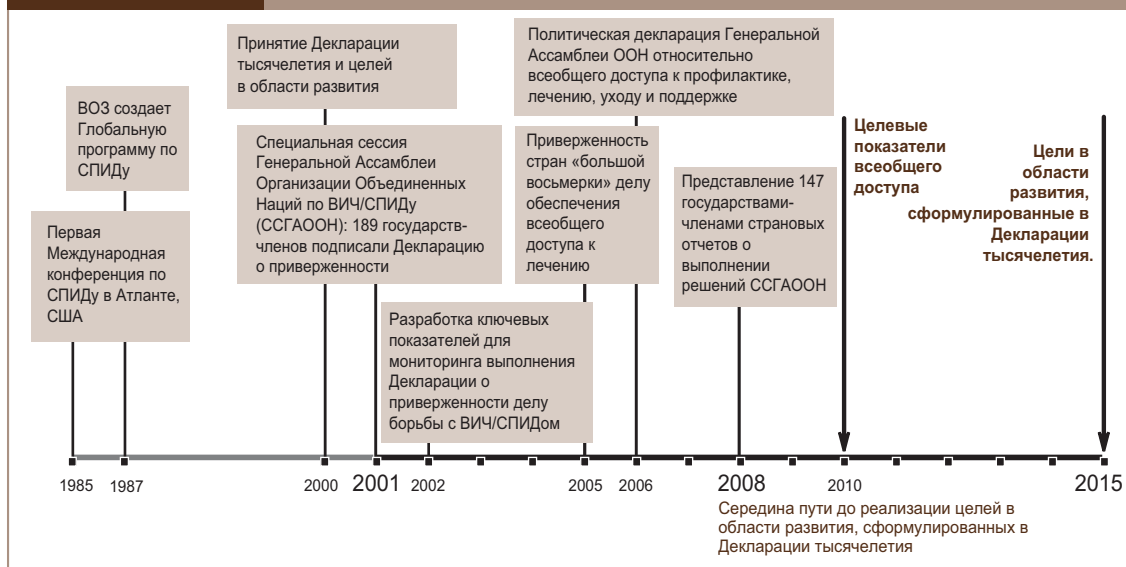 Принятие Декларации
тысячелетия и целей
в области развития
Политическая декларация Генеральной
Ассамблеи ООН относительно
всеобщего доступа к профилактике,
лечению, уходу и поддержке
ВОЗ создает
Глобальную
программу по
СПИДу
Специальная сессия
Генеральной Ассамблеи
Организации Объединенных
Наций по ВИЧ/СПИДу
(ССГАООН): 189 государств-
членов подписали Декларацию
о приверженности
Приверженность
стран «большой
восьмерки» делу
обеспечения
всеобщего
доступа к
лечению
Представление 147
государствами-
членами страновых
отчетов о
выполнении
решений ССГАООН
Целевые
показатели
всеобщего
доступа
Цели в
области
развития,
сформулированные в
Декларации
тысячелетия.
Первая
Международная
конференция по
СПИДу в Атланте,
США
Разработка ключевых
показателей для
мониторинга выполнения
Декларации о
приверженности делу
борьбы с ВИЧ/СПИДом
1985 1987 2000 2001 2002 2005 2006 2008 2010 2015
Середина пути до реализации целей в
области развития, сформулированных в
Декларации тысячелетия